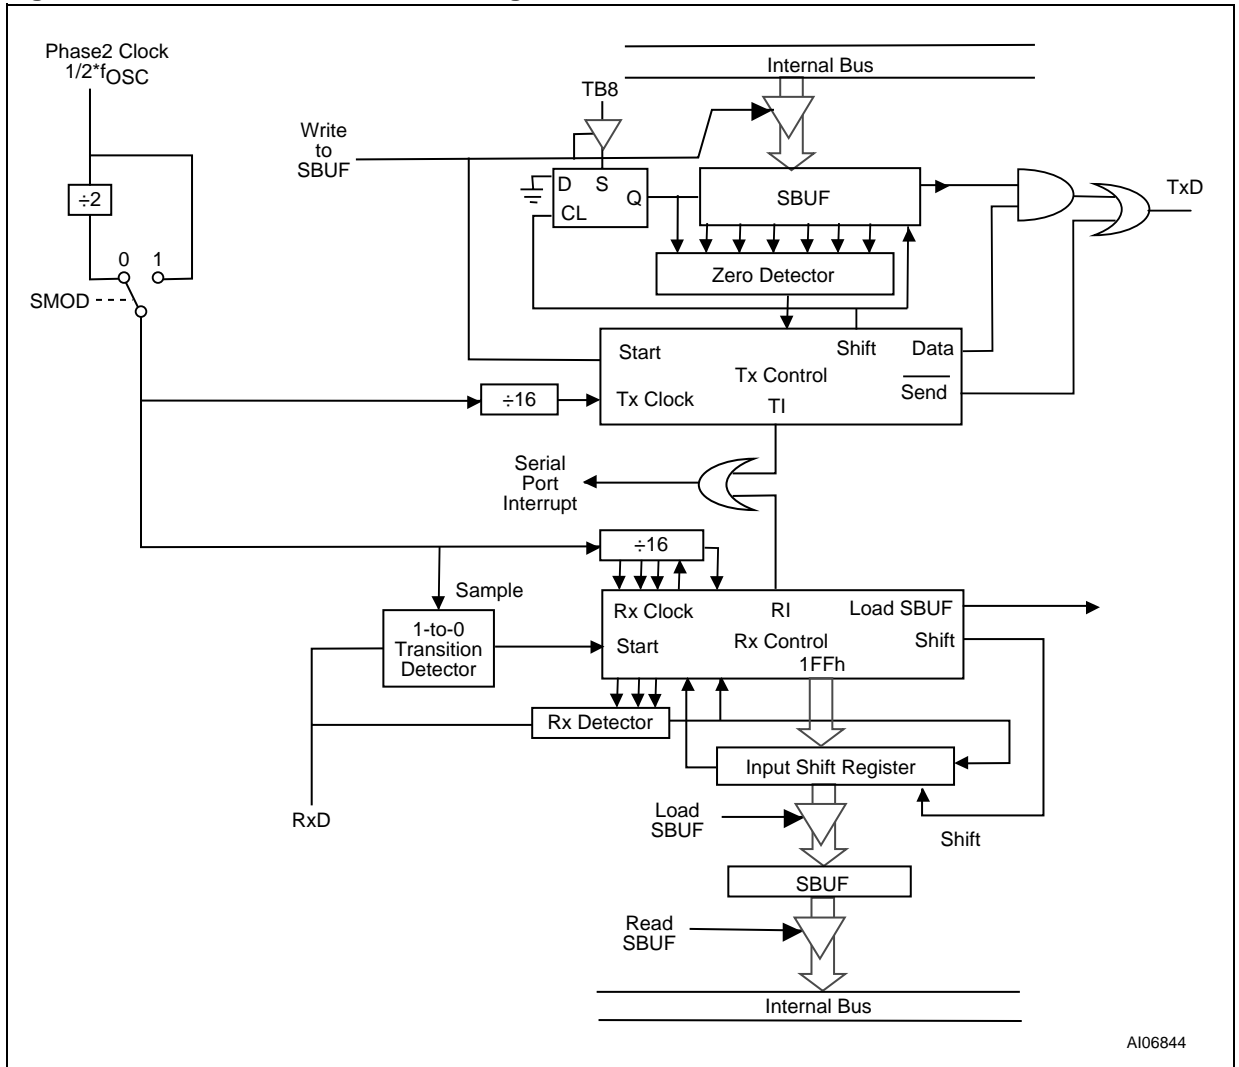 Phase2 Clock
1/2*fOSC
Internal Bus
TB8
Write
to
SBUF
÷2
D
S
Q
CL
SBUF
TxD
Zero Detector
0
1
SMOD
Start
Shift
Data
Tx Control
Send
÷16
Tx Clock
TI
Serial
Port
Interrupt
÷16
Sample
Rx Clock
RI
Load SBUF
1-to-0
Transition
Detector
Start
Rx Control
Shift
1FFh
Rx Detector
Input Shift Register
RxD
Load
SBUF
Shift
SBUF
Read
SBUF
Internal Bus
AI06844